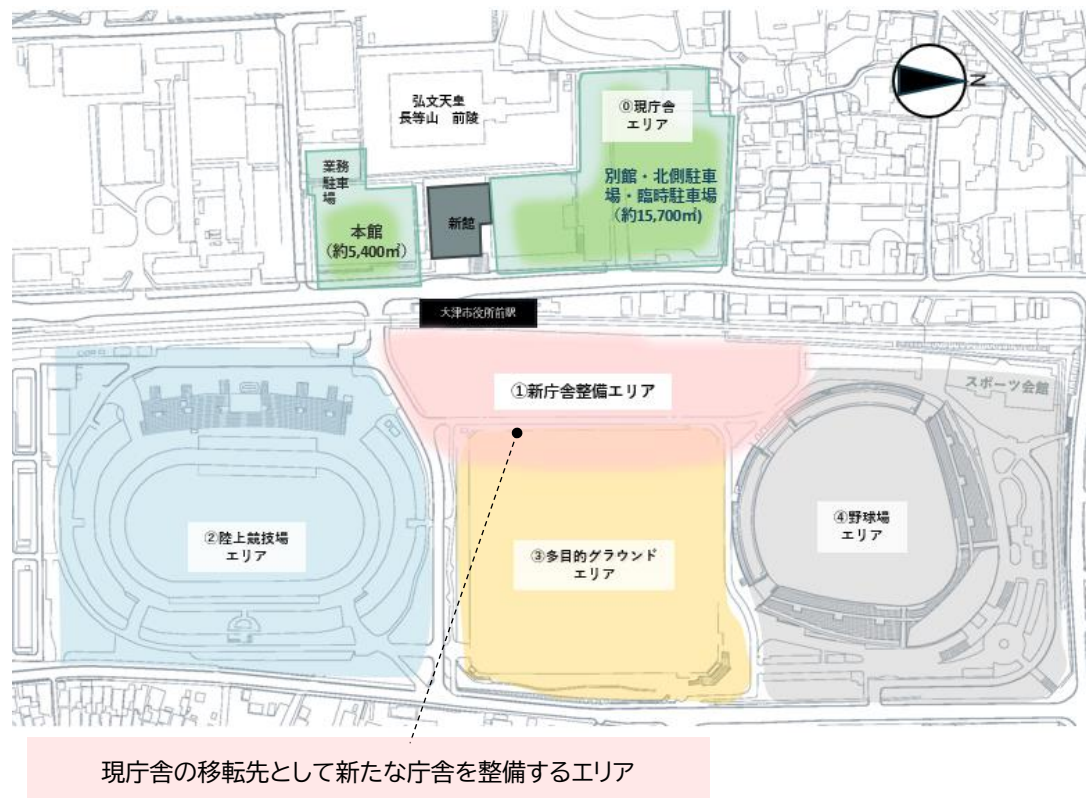 弘文天皇
長等山　前陵
⓪現庁舎
エリア
N
業務
駐車
場
別館・北側駐車
場・臨時駐車場
（約15,700㎡)
新館
本館
（約5,400㎡）
大津市役所前駅
①新庁舎整備エリア
スポーツ会館
②陸上競技場
エリア
③多目的グラウンド
エリア
④野球場
エリア
現庁舎の移転先として新たな庁舎を整備するエリア